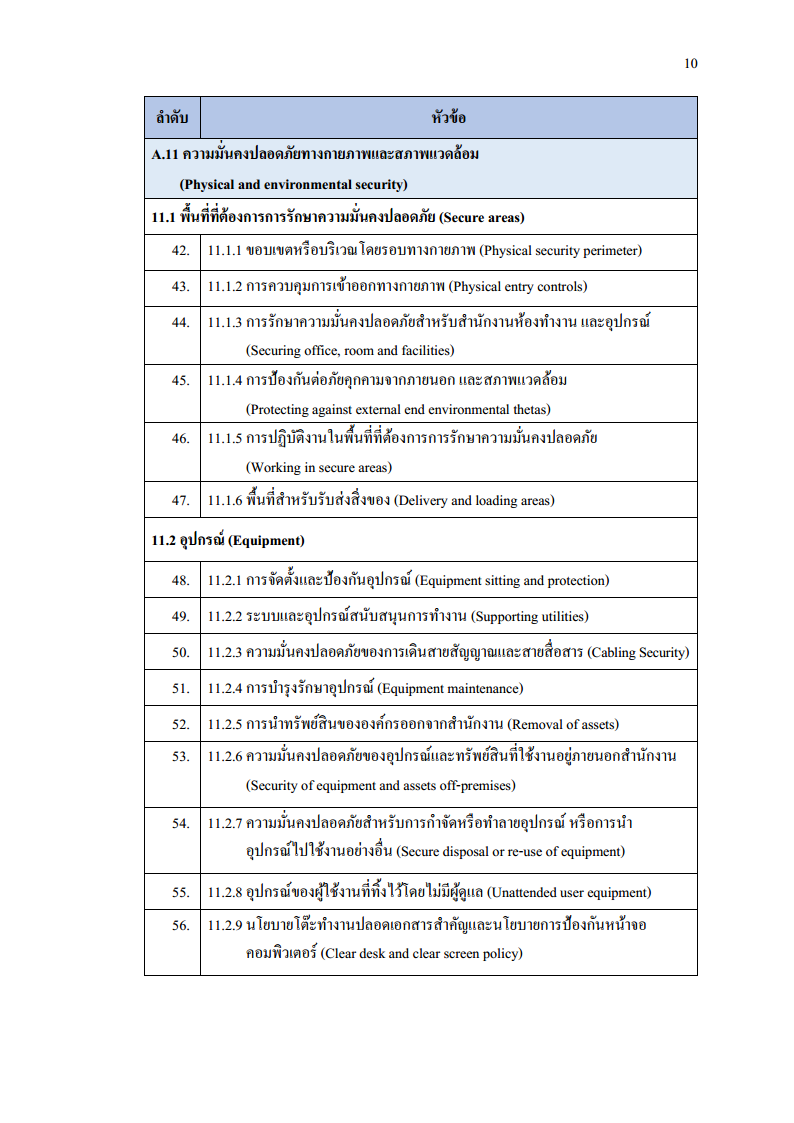 10
ลำดับ หัวข้อ
A.11 ความมั่นคงปลอดภัยทางกายภาพและสภาพแวดล้อม
(Physical and environmental security)
11.1 พื้นที่ที่ต้องการการรักษาความมั่นคงปลอดภัย (Secure areas)
42. 11.1.1 ขอบเขตหรือบริเวณโดยรอบทางกายภาพ (Physical security perimeter)
43. 11.1.2 การควบคุมการเข้าออกทางกายภาพ (Physical entry controls)
44. 11.1.3 การรักษาความมั่นคงปลอดภัยสำหรับสำนักงานห้องทำงาน และอุปกรณ์
(Securing office, room and facilities)
45. 11.1.4 การป้องกันต่อภัยคุกคามจากภายนอก และสภาพแวดล้อม
(Protecting against external end environmental thetas)
46. 11.1.5 การปฏิบัติงานในพื้นที่ที่ต้องการการรักษาความมั่นคงปลอดภัย
(Working in secure areas)
47. 11.1.6 พื้นที่สำหรับรับส่งสิ่งของ (Delivery and loading areas)
11.2 อุปกรณ์ (Equipment)
48. 11.2.1 การจัดตั้งและป้องกันอุปกรณ์ (Equipment sitting and protection)
49. 11.2.2 ระบบและอุปกรณ์สนับสนุนการทำงาน (Supporting utilities)
50. 11.2.3 ความมั่นคงปลอดภัยของการเดินสายสัญญาณและสายสื่อสาร (Cabling Security)
51. 11.2.4 การบำรุงรักษาอุปกรณ์ (Equipment maintenance)
52. 11.2.5 การนำทรัพย์สินขององค์กรออกจากสำนักงาน (Removal of assets)
53. 11.2.6 ความมั่นคงปลอดภัยของอุปกรณ์และทรัพย์สินที่ใช้งานอยู่ภายนอกสำนักงาน
(Security of equipment and assets off-premises)
54. 11.2.7 ความมั่นคงปลอดภัยสำหรับการกำจัดหรือทำลายอุปกรณ์ หรือการนำ
อุปกรณ์ไปใช้งานอย่างอื่น (Secure disposal or re-use of equipment)
55. 11.2.8 อุปกรณ์ของผู้ใช้งานที่ทิ้งไว้โดยไม่มีผู้ดูแล (Unattended user equipment)
56. 11.2.9 นโยบายโต๊ะทำงานปลอดเอกสารสำคัญและนโยบายการป้องกันหน้าจอ
คอมพิวเตอร์ (Clear desk and clear screen policy)